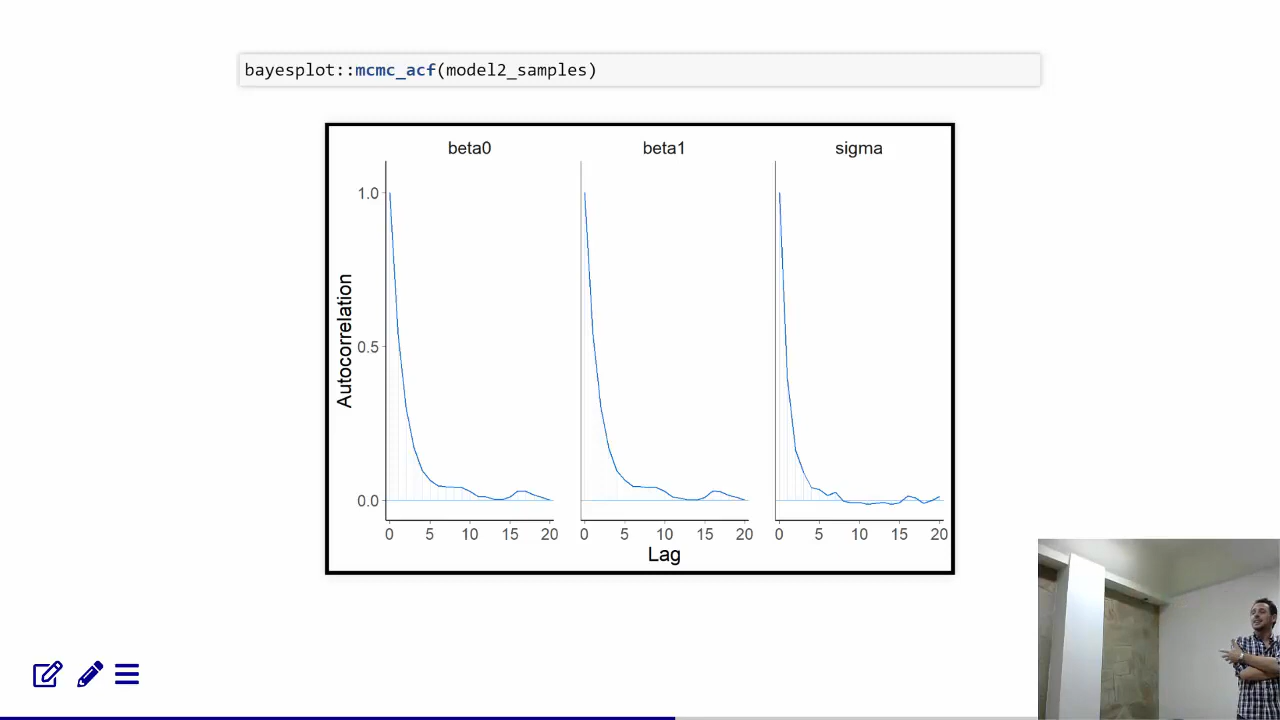 bayesplot::mcmc_acf(model2_samples)
beta0 beta1 sigma
1.0
0.5
0.0
Autocorrelation
0 5 10 15 20 0 5 10 15 20 0 5 10 15 20
Lag